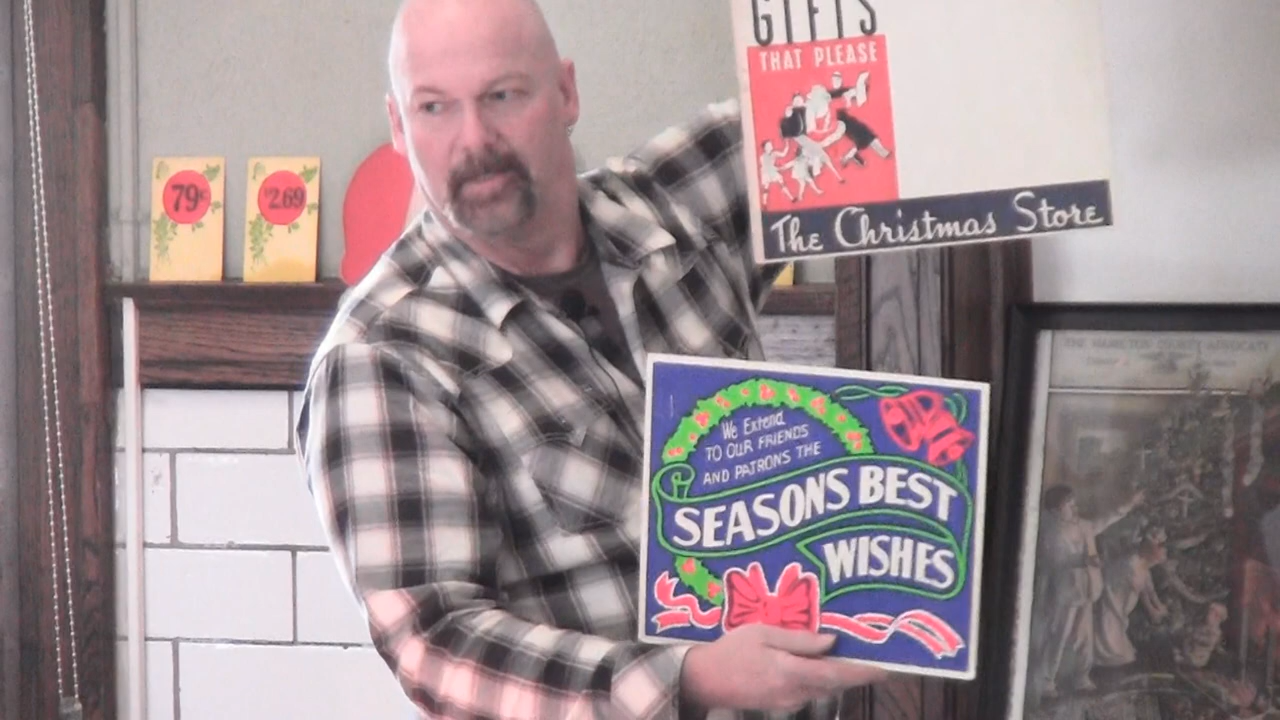 GIFTS
THAT PLEASE
The Christmas Store
79¢
$2.69
We Extend
TO OUR FRIENDS
AND PATRONS THE
SEASONS BEST
WISHES
THE HAMILTON COUNTY ADVOCATE